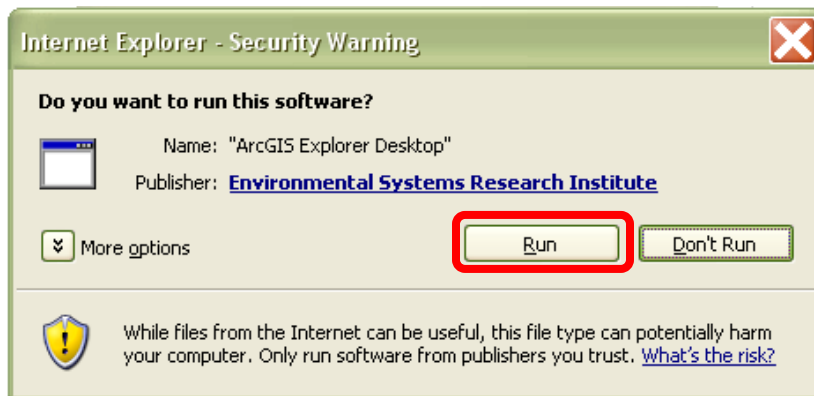 Internet Explorer - Security Warning
Do you want to run this software?
Name: "ArcGIS Explorer Desktop"
Publisher: Environmental Systems Research Institute
More options
Run
Don't Run
While files from the Internet can be useful, this file type can potentially harm
your computer. Only run software from publishers you trust. What's the risk?